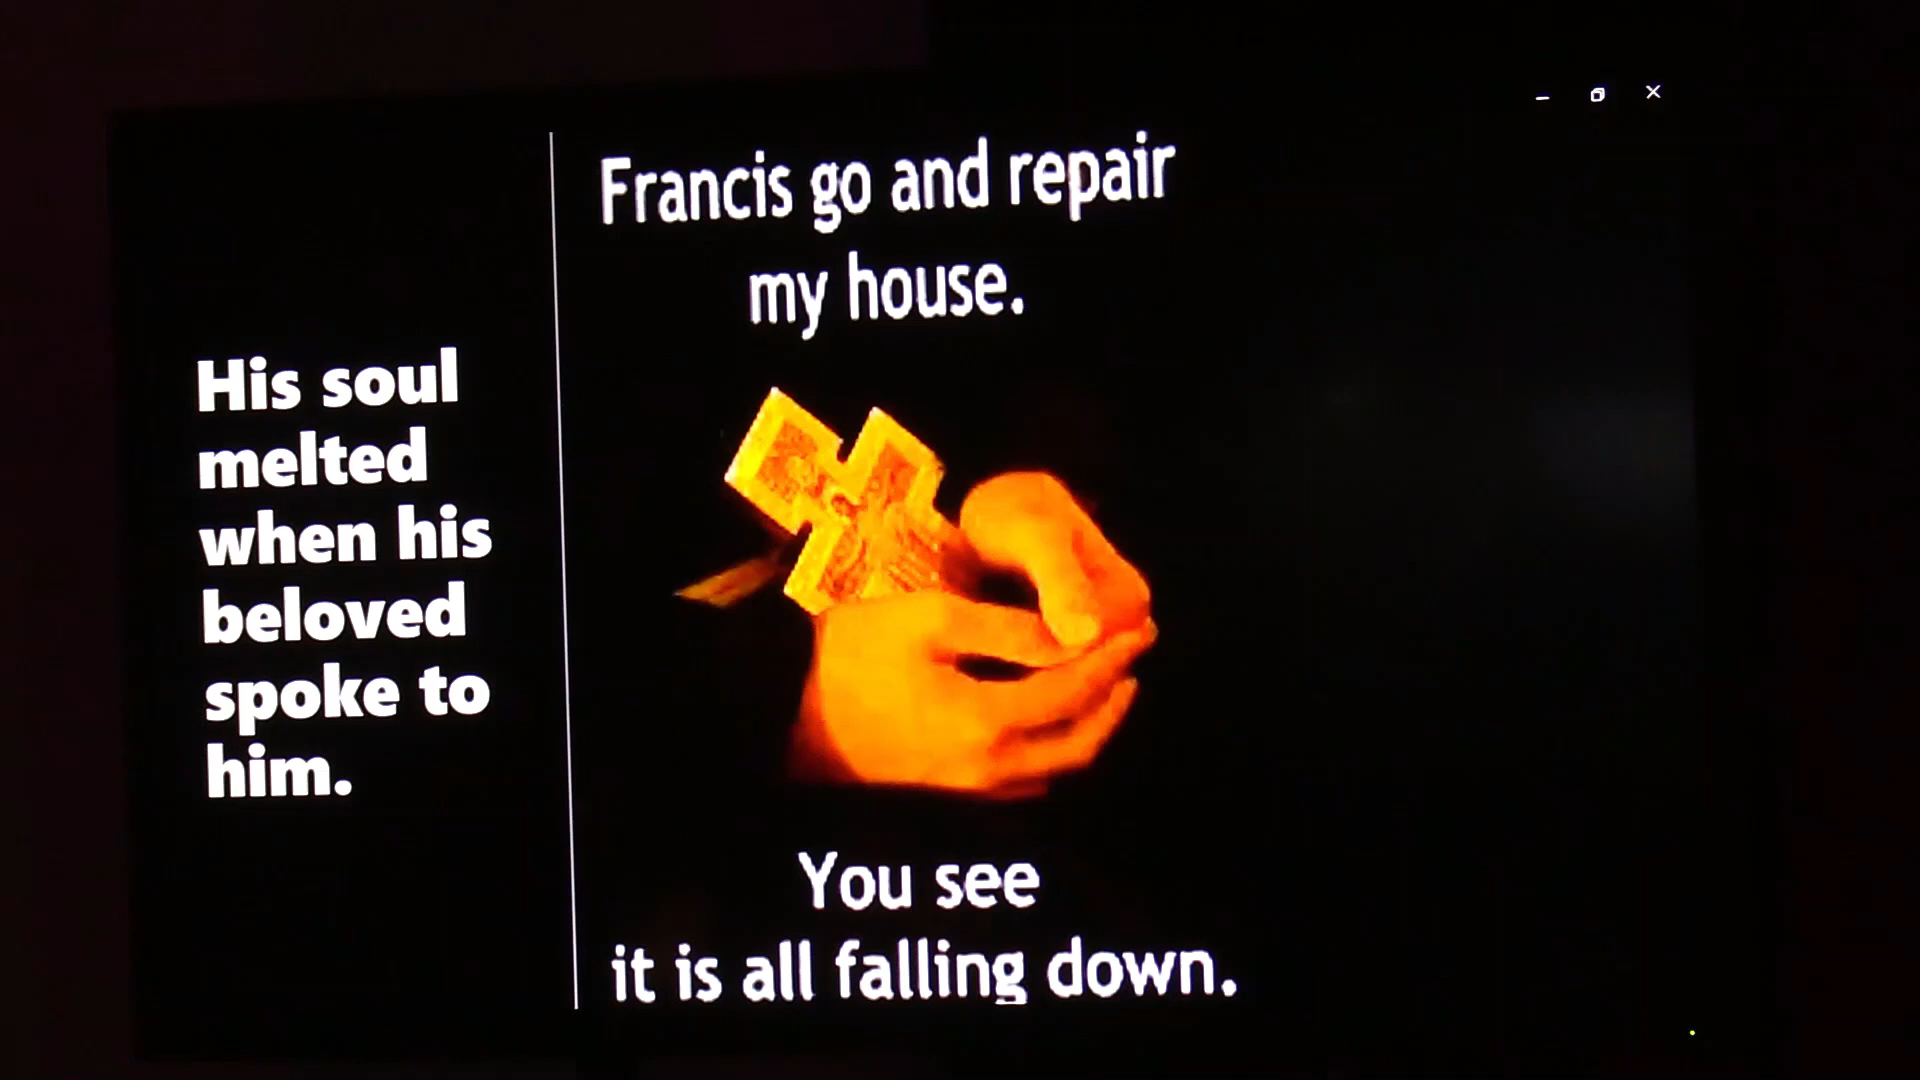 His soul
melted
when his
beloved
spoke to
him.
Francis go and repair
my house.
You see
it is all falling down.